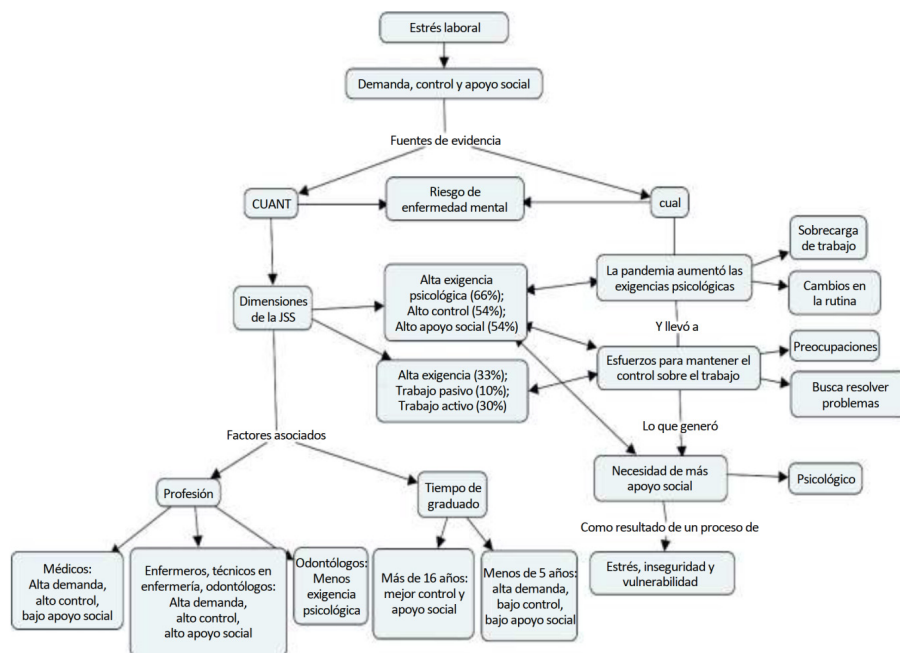 Estrés laboral
Demanda, control y apoyo social
Fuentes de evidencia
CUANT
Riesgo de
enfermedad mental
cual
Sobrecarga
de trabajo
La pandemia aumentó las
exigencias psicológicas
Cambios en
la rutina
Dimensiones
de la JSS
Alta exigencia
psicológica (66%);
Alto control (54%);
Alto apoyo social (54%)
Y llevó a
Preocupaciones
Esfuerzos para mantener el
control sobre el trabajo
Busca resolver
problemas
Alta exigencia (33%);
Trabajo pasivo (10%);
Trabajo activo (30%)
Lo que generó
Factores asociados
Necesidad de más
apoyo social
Psicológico
Profesión
Tiempo de
graduado
Como resultado de un proceso de
Médicos:
Alta demanda,
alto control,
bajo apoyo social
Enfermeros, técnicos en
enfermería, odontólogos:
Alta demanda,
alto control,
alto apoyo social
Odontólogos:
Menos
exigencia
psicológica
Más de 16 años:
mejor control y
apoyo social
Menos de 5 años:
alta demanda,
bajo control,
bajo apoyo social
Estrés, inseguridad y
vulnerabilidad